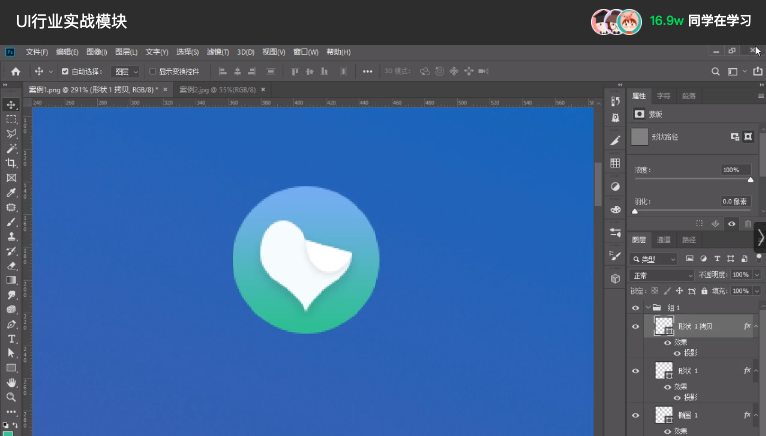 UI行业实战模块
16.9w 同学在学习
Ps 文件(F) 编辑(E) 图像(I) 图层(L) 文字(Y) 选择(S) 滤镜(T) 3D(D) 视图(V) 窗口(W) 帮助(H)
自动选择: 图层 显示变换控件 3D 模式:
案例1.png @ 291% (形状 1 拷贝, RGB/8) * × 案例2.jpg @ 55%(RGB/8) ×
属性 字符 段落
蒙版
形状路径
浓度: 100%
羽化: 0.0 像素
图层 通道 路径
类型
正常 不透明度: 100%
锁定: 填充: 100%
组 1
形状 1 拷贝 fx
效果
投影
形状 1 fx
效果
投影
椭圆 1 fx
效果